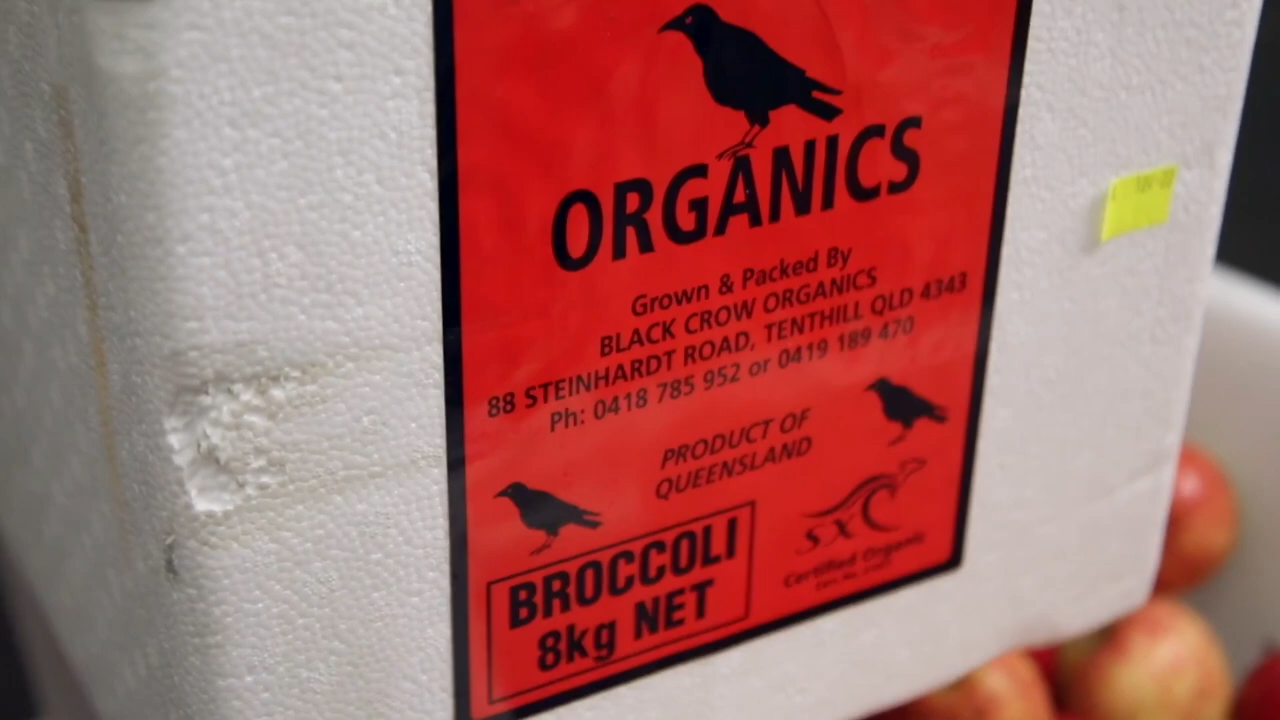 ORGANICS
Grown & Packed By
BLACK CROW ORGANICS
88 STEINHARDT ROAD, TENTHILL QLD 4343
Ph: 0418 785 952 or 0419 189 470
PRODUCT OF
QUEENSLAND
BROCCOLI
8kg NET
SXC
Certified Organic